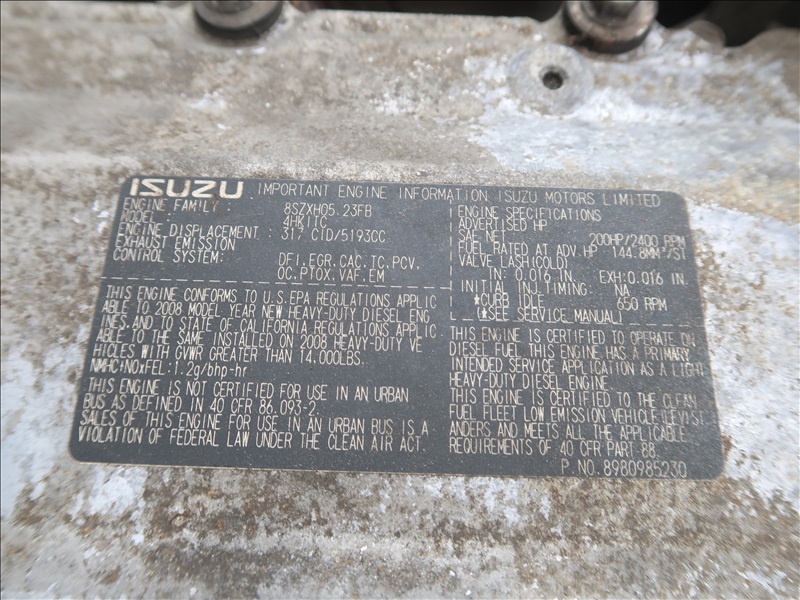 ISUZU IMPORTANT ENGINE INFORMATION ISUZU MOTORS LIMITED
ENGINE FAMILY : 8SZXH05.23FB
MODEL : 4HK1TC
ENGINE DISPLACEMENT : 317 CID/5193CC
EXHAUST EMISSION
CONTROL SYSTEM: DFI,EGR,CAC,TC,PCV,
OC,PTOX,VAF,EM
THIS ENGINE CONFORMS TO U.S.EPA REGULATIONS APPLIC
ABLE TO 2008 MODEL YEAR NEW HEAVY-DUTY DIESEL ENG
INES.AND TO STATE OF CALIFORNIA REGULATIONS APPLIC
ABLE TO THE SAME INSTALLED ON 2008 HEAVY-DUTY VE
HICLES WITH GVWR GREATER THAN 14,000LBS.
NMHC+NOxFEL:1.2g/bhp-hr
THIS ENGINE IS NOT CERTIFIED FOR USE IN AN URBAN
BUS AS DEFINED IN 40 CFR 86.093-2.
SALES OF THIS ENGINE FOR USE IN AN URBAN BUS IS A
VIOLATION OF FEDERAL LAW UNDER THE CLEAN AIR ACT.
ENGINE SPECIFICATIONS
ADVERTISED HP
SAE NET 200HP/2400 RPM
FUEL RATED AT ADV.HP 144.8MM³/ST
VALVE LASH(COLD)
IN:0.016 IN EXH:0.016 IN
INITIAL INJ.TIMING: NA
*CURB IDLE 650 RPM
(*SEE SERVICE MANUAL)
THIS ENGINE IS CERTIFIED TO OPERATE ON
DIESEL FUEL.THIS ENGINE HAS A PRIMARY
INTENDED SERVICE APPLICATION AS A LIGH
HEAVY-DUTY DIESEL ENGINE.
THIS ENGINE IS CERTIFIED TO THE CLEAN
FUEL FLEET LOW EMISSION VEHICLE(LEV)ST
ANDERS AND MEETS ALL THE APPLICABLE
REQUIREMENTS OF 40 CFR PART 88.
P NO.8980985230